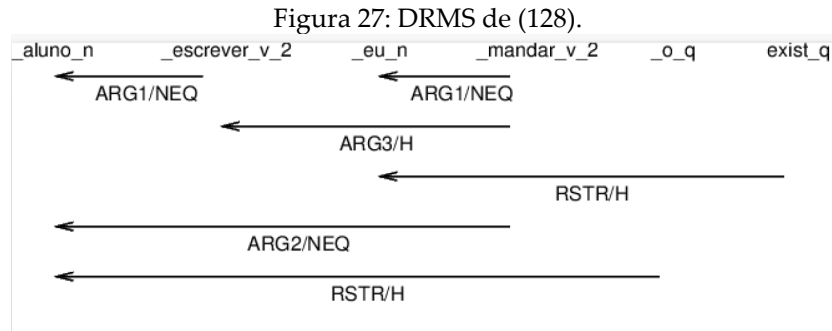 Figura 27: DRMS de (128).
_aluno_n _escrever_v_2 _eu_n _mandar_v_2 _o_q exist_q
ARG1/NEQ ARG1/NEQ
ARG3/H
RSTR/H
ARG2/NEQ
RSTR/H